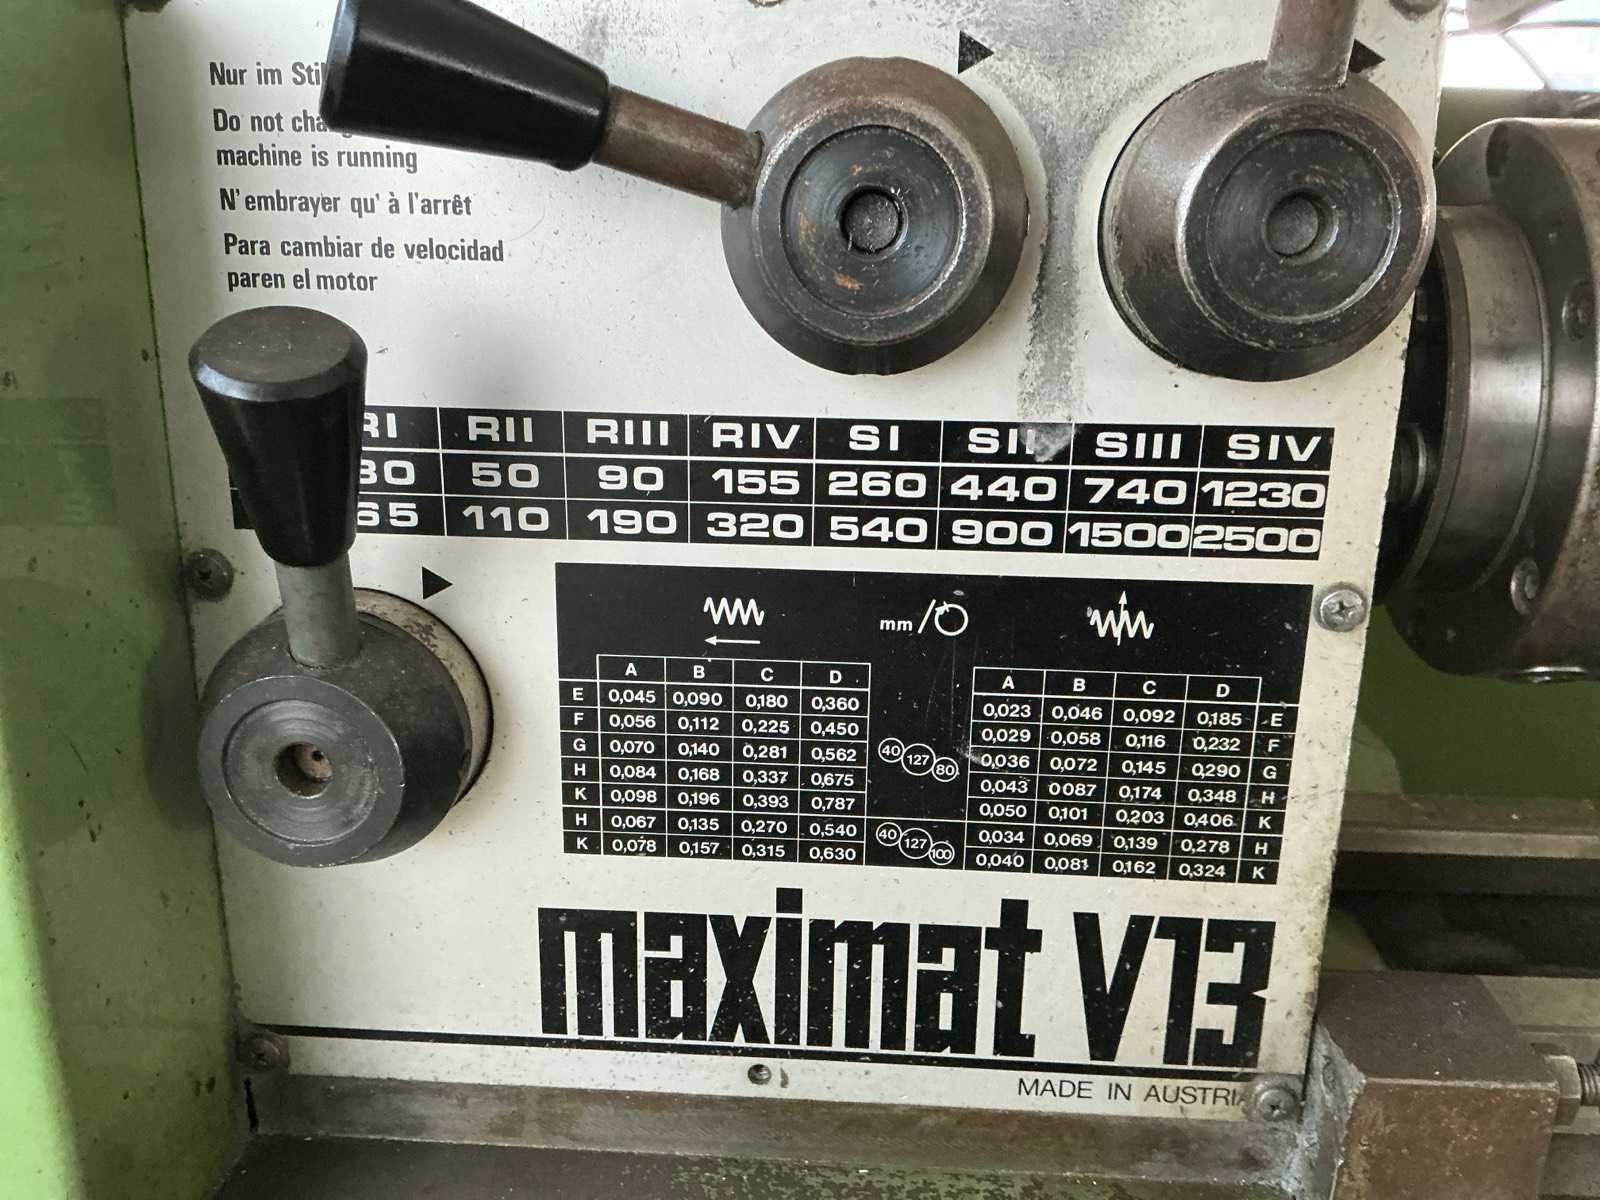 Nur im
Do not
machine is running
N'embrayer qu' à l'arrêt
Para cambiar de velocidad
paren el motor
RI RII RIII RIV SI SII SIII SIV
30 50 90 155 260 440 740 1230
65 110 190 320 540 900 1500 2500
mm/
A B C D A B C D
E 0,045 0,090 0,180 0,360 0,023 0,046 0,092 0,185 E
F 0,056 0,112 0,225 0,450 0,029 0,058 0,116 0,232 F
G 0,070 0,140 0,281 0,562 40 127 80 0,036 0,072 0,145 0,290 G
H 0,084 0,168 0,337 0,675 0,043 0087 0,174 0,348 H
K 0,098 0,196 0,393 0,787 0,050 0,101 0,203 0,406 K
H 0,067 0,135 0,270 0,540 40 127 100 0,034 0,069 0,139 0,278 H
K 0,078 0,157 0,315 0,630 0,040 0,081 0,162 0,324 K
maximat V13
MADE IN AUSTRIA